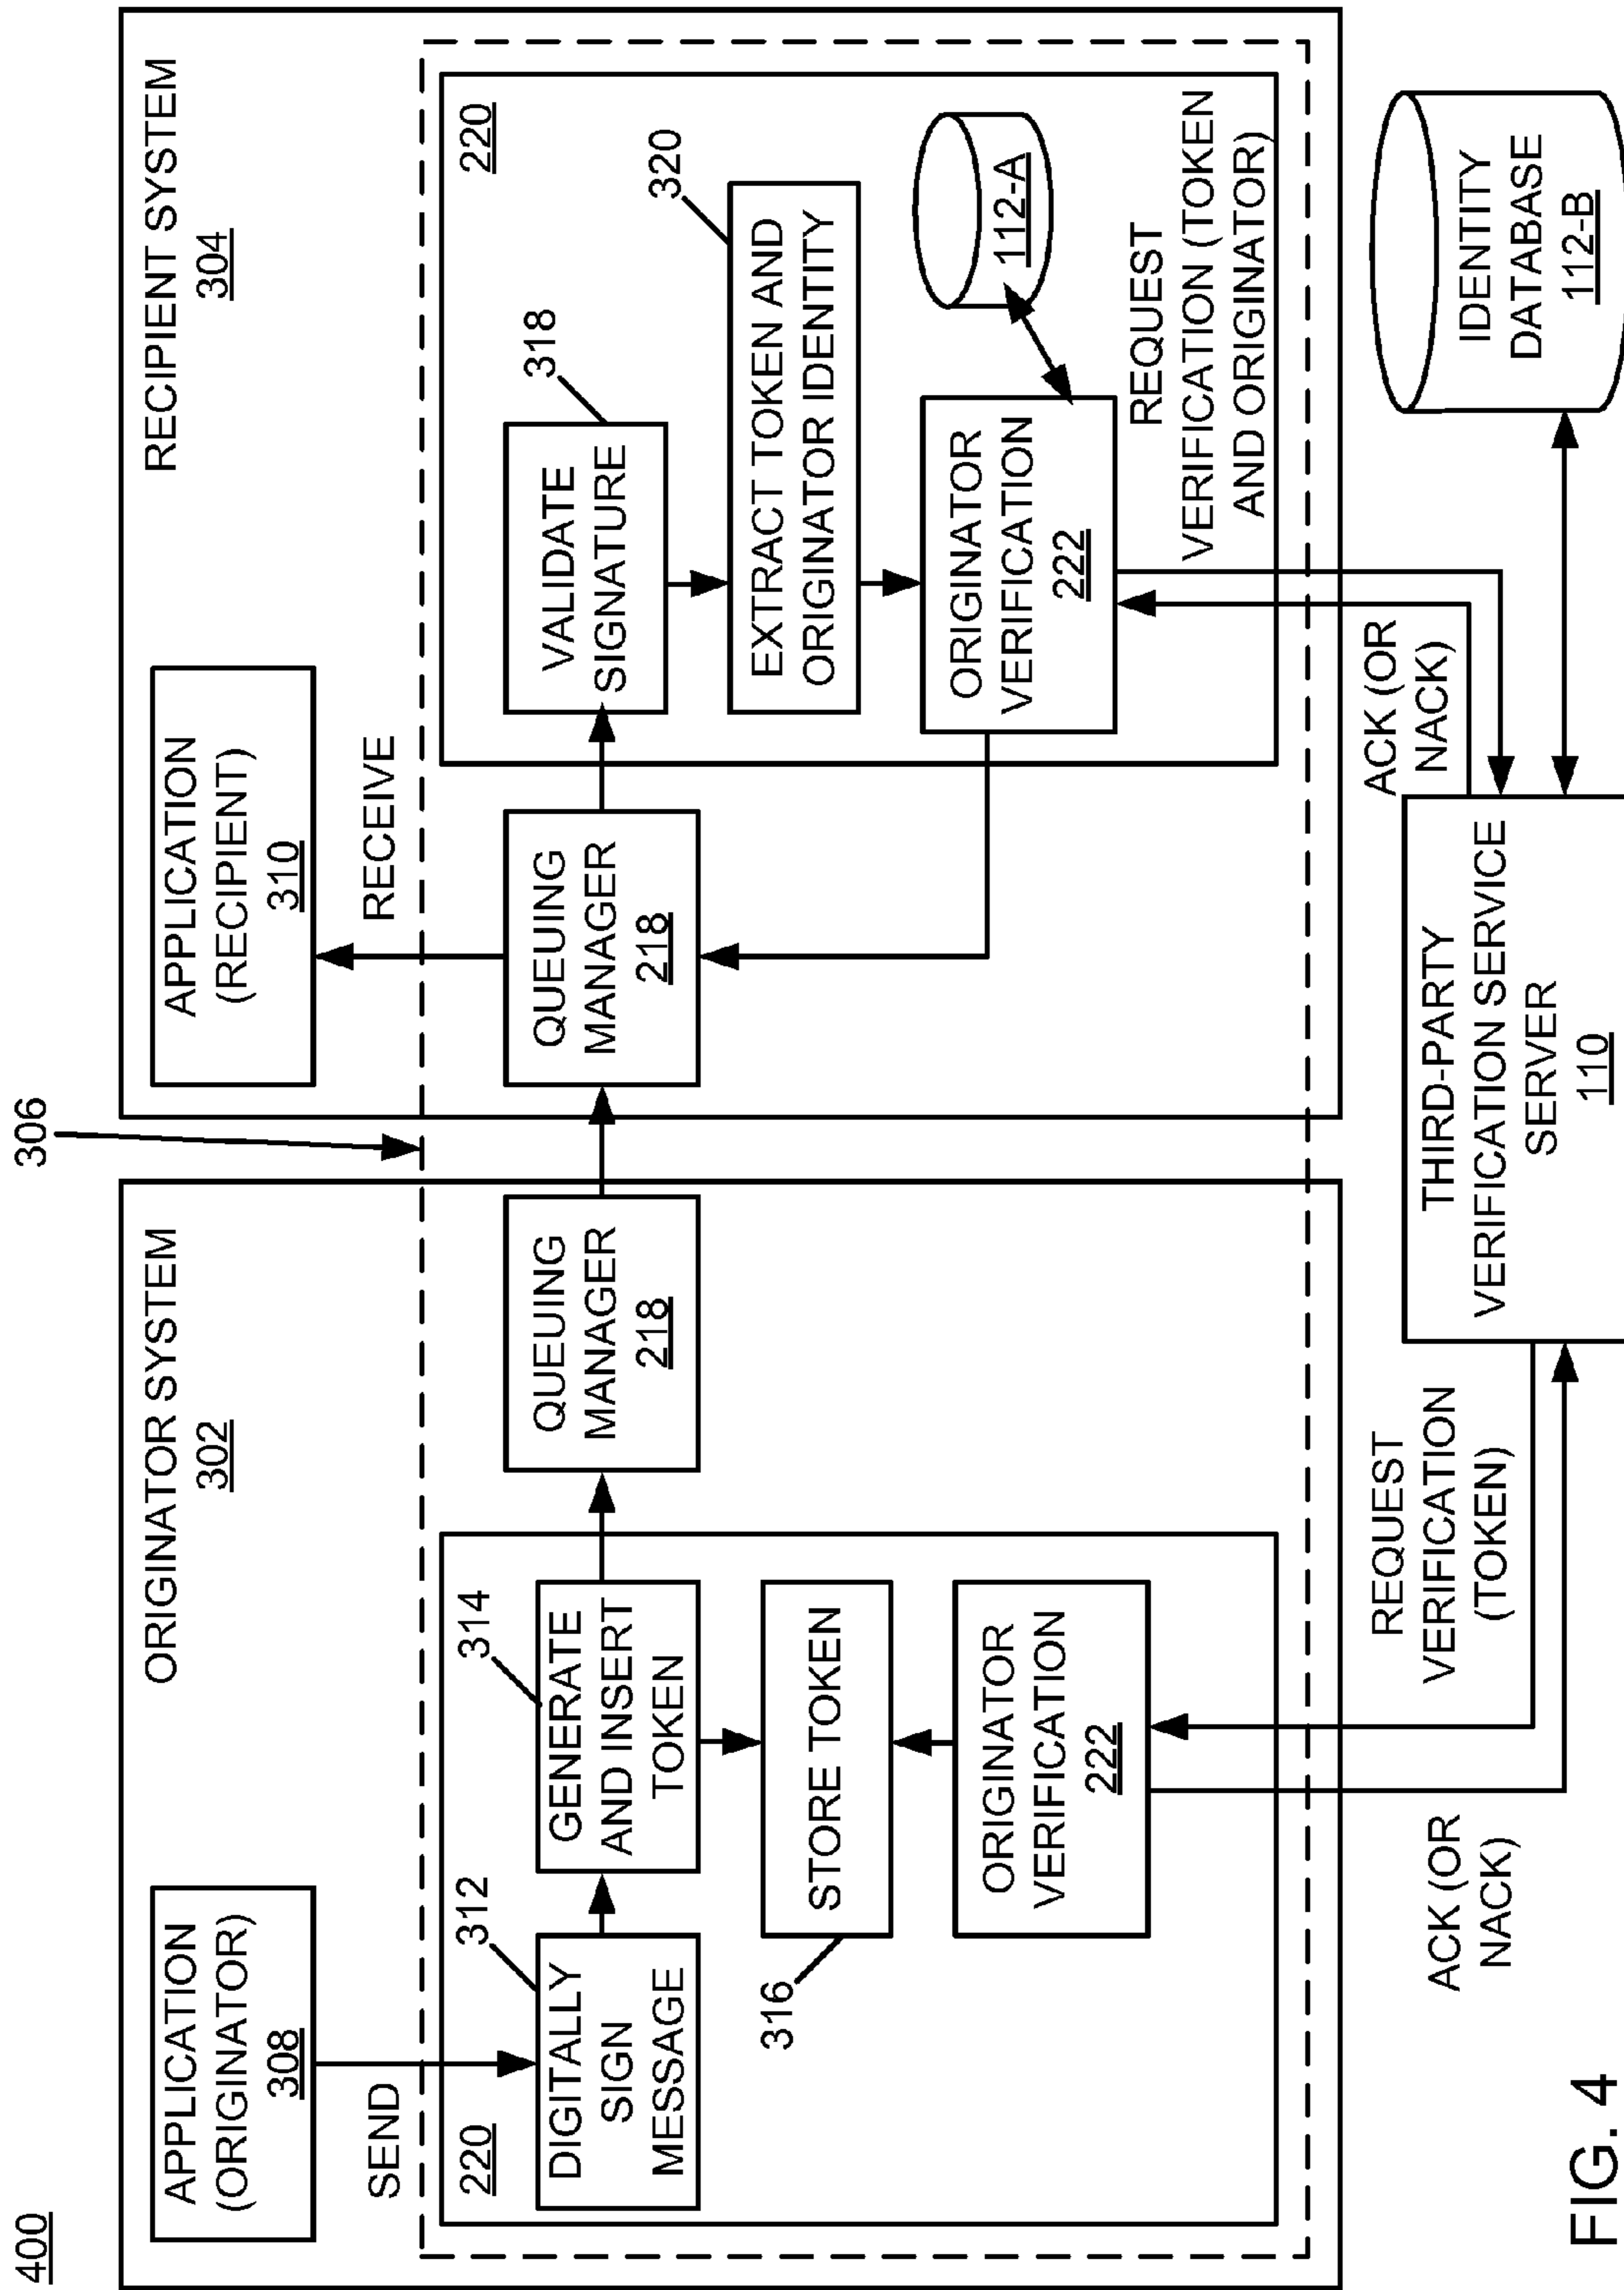 400
306
ORIGINATOR SYSTEM
302
APPLICATION
(ORIGINATOR)
308
SEND
220
312
DIGITALLY
SIGN
MESSAGE
314
GENERATE
AND INSERT
TOKEN
QUEUING
MANAGER
218
316
STORE TOKEN
ORIGINATOR
VERIFICATION
222
RECIPIENT SYSTEM
304
APPLICATION
(RECIPIENT)
310
RECEIVE
QUEUING
MANAGER
218
220
318
VALIDATE
SIGNATURE
320
EXTRACT TOKEN AND
ORIGINATOR IDENTITY
ORIGINATOR
VERIFICATION
222
112-A
REQUEST
VERIFICATION (TOKEN
AND ORIGINATOR)
ACK (OR
NACK)
REQUEST
VERIFICATION
(TOKEN)
ACK (OR
NACK)
THIRD-PARTY
VERIFICATION SERVICE
SERVER
110
IDENTITY
DATABASE
112-B
FIG. 4